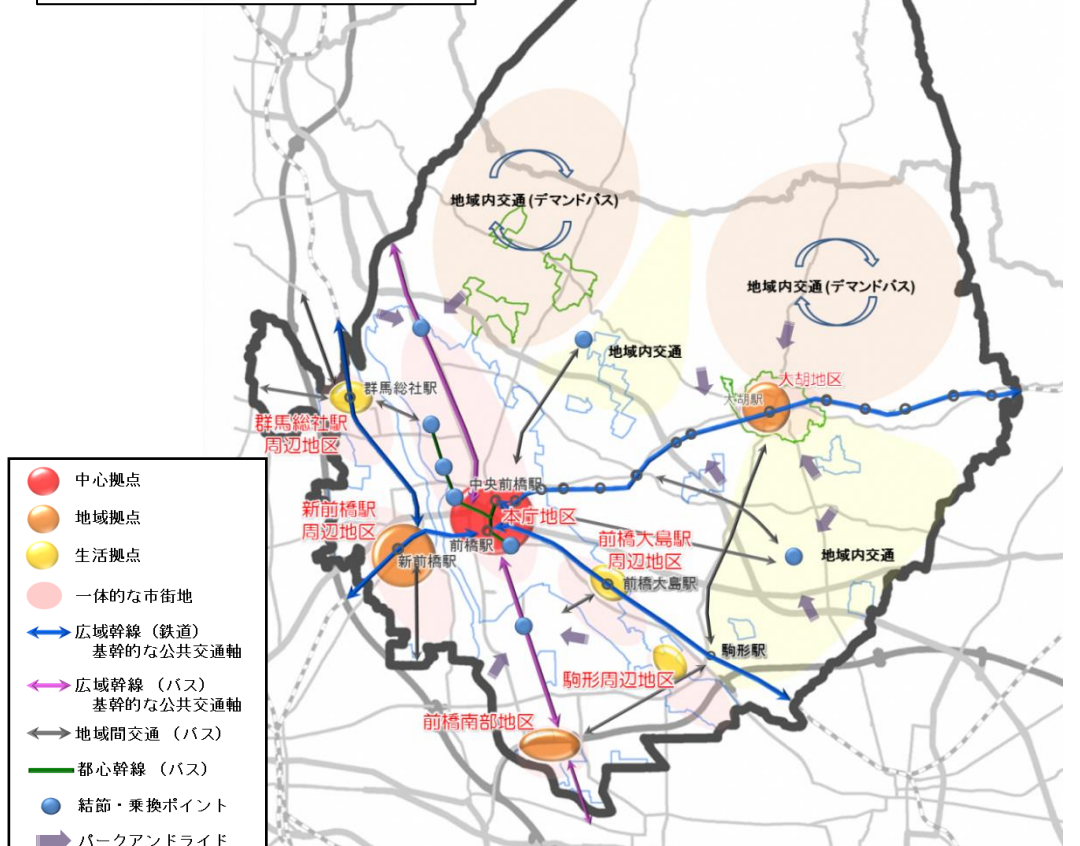 地域内交通(デマンドバス)
地域内交通(デマンドバス)
地域内交通
大胡地区
大胡駅
群馬総社駅
群馬総社駅
周辺地区
中央前橋駅
本庁地区
新前橋駅
周辺地区
前橋駅
新前橋駅
前橋大島駅
周辺地区
前橋大島駅
地域内交通
駒形駅
駒形周辺地区
前橋南部地区
中心拠点
地域拠点
生活拠点
一体的な市街地
広域幹線（鉄道）
基幹的な公共交通軸
広域幹線（バス）
基幹的な公共交通軸
地域間交通（バス）
都心幹線（バス）
結節・乗換ポイント
パークアンドライド